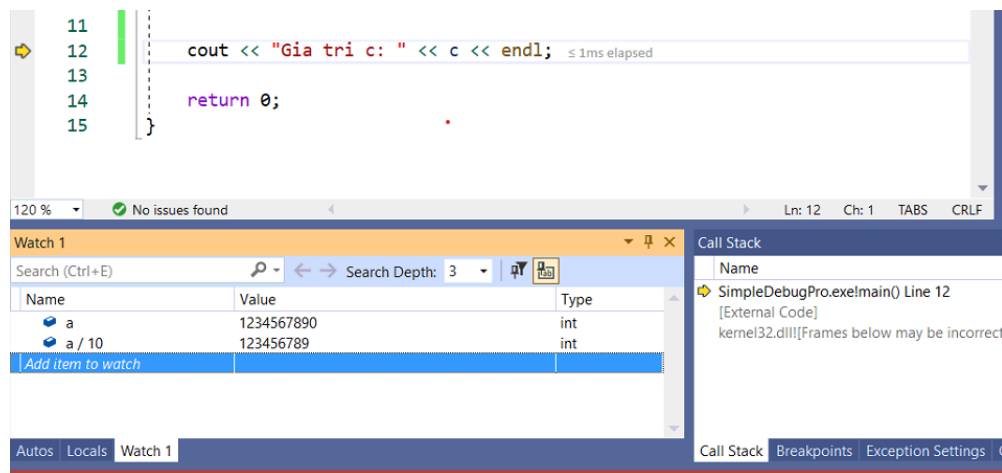 11
12 cout << "Gia tri c: " << c << endl; ≤ 1ms elapsed
13
14 return 0;
15 }
120 % No issues found Ln: 12 Ch: 1 TABS CRLF
Watch 1
Search (Ctrl+E) Search Depth: 3
Name Value Type
a 1234567890 int
a / 10 123456789 int
Add item to watch
Autos Locals Watch 1
Call Stack
Name
SimpleDebugPro.exe!main() Line 12
[External Code]
kernel32.dll![Frames below may be incorrect
Call Stack Breakpoints Exception Settings